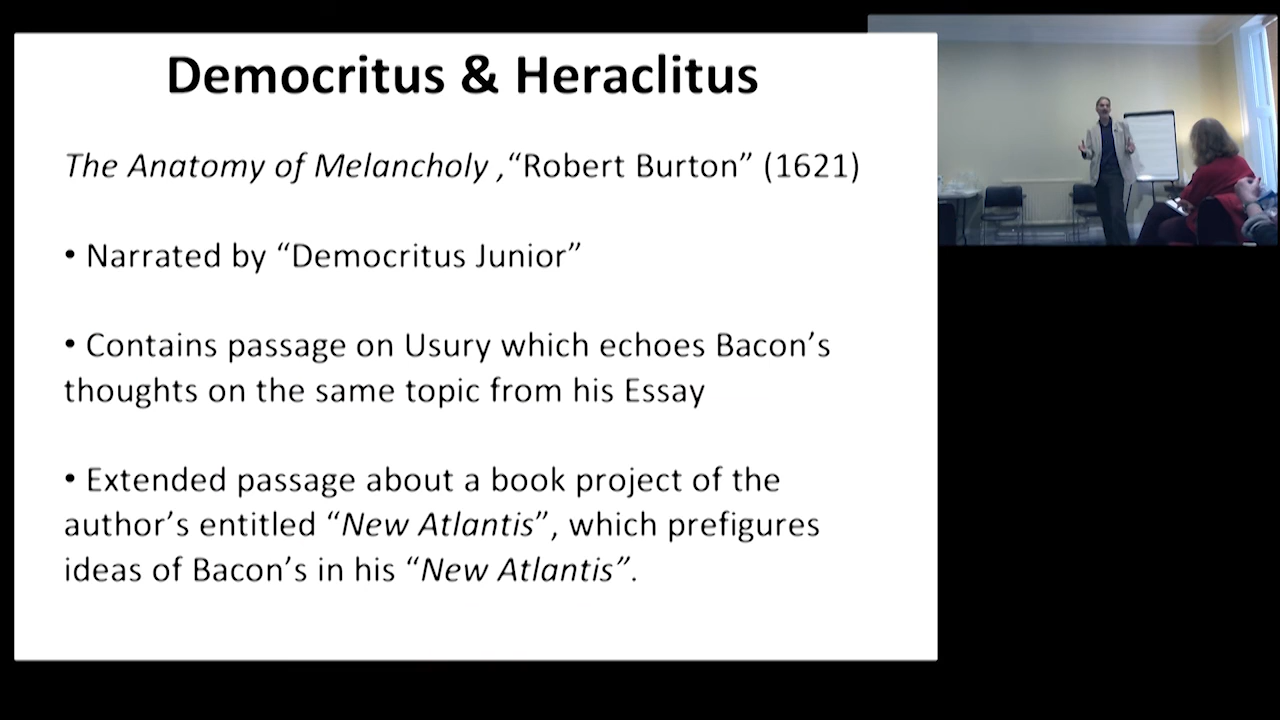 Democritus & Heraclitus
The Anatomy of Melancholy ,“Robert Burton” (1621)
• Narrated by “Democritus Junior”
• Contains passage on Usury which echoes Bacon’s
thoughts on the same topic from his Essay
• Extended passage about a book project of the
author’s entitled “New Atlantis”, which prefigures
ideas of Bacon’s in his “New Atlantis”.